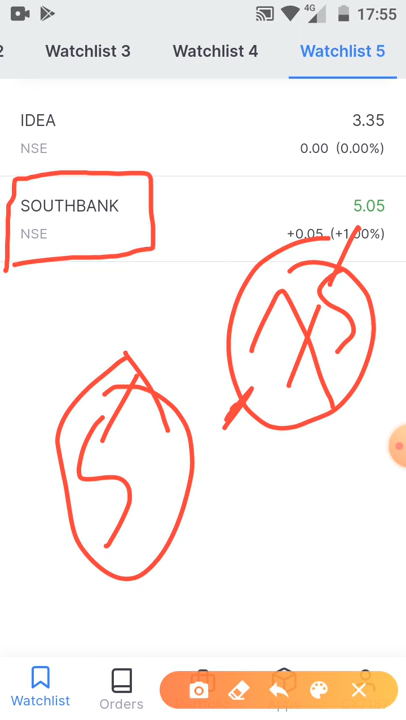 4G 17:55
2 Watchlist 3 Watchlist 4 Watchlist 5
IDEA 3.35
NSE 0.00 (0.00%)
SOUTHBANK 5.05
NSE +0.05 (+1.00%)
Watchlist Orders